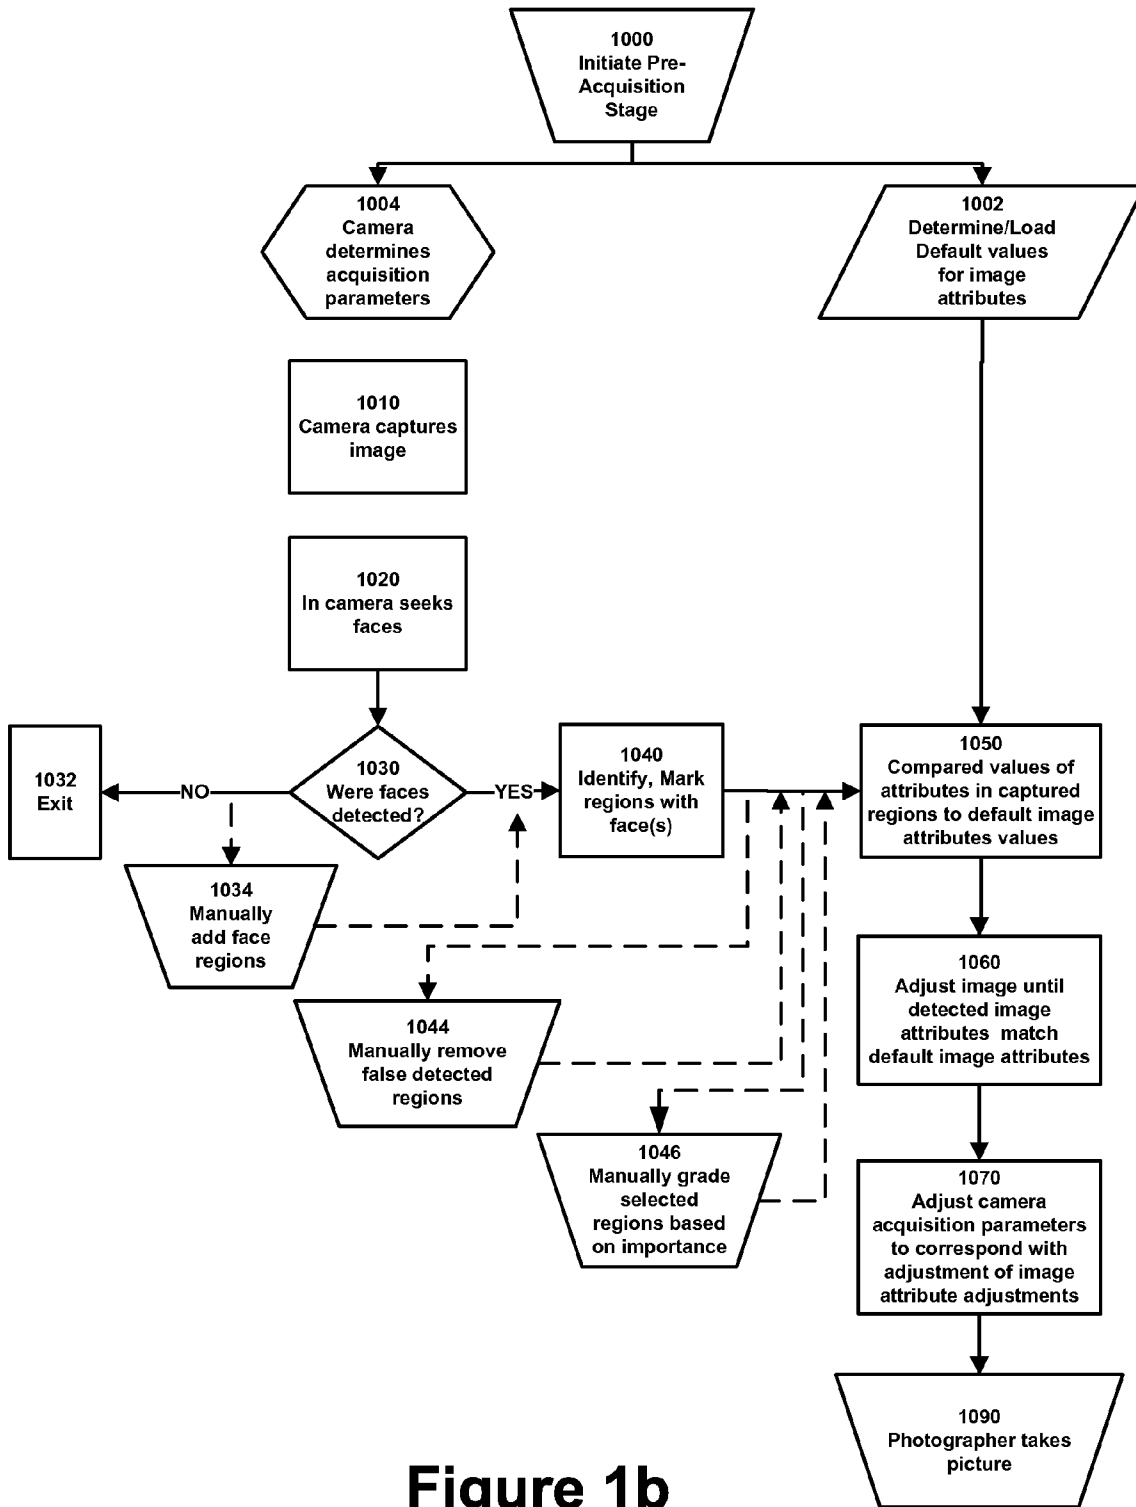 1000
Initiate Pre-
Acquisition
Stage
1004
Camera
determines
acquisition
parameters
1002
Determine/Load
Default values
for image
attributes
1010
Camera captures
image
1020
In camera seeks
faces
1032
Exit
NO
1030
Were faces
detected?
YES
1040
Identify, Mark
regions with
face(s)
1050
Compared values of
attributes in captured
regions to default image
attributes values
1034
Manually
add face
regions
1044
Manually remove
false detected
regions
1060
Adjust image until
detected image
attributes match
default image attributes
1046
Manually grade
selected
regions based
on importance
1070
Adjust camera
acquisition parameters
to correspond with
adjustment of image
attribute adjustments
1090
Photographer takes
picture
Figure 1b